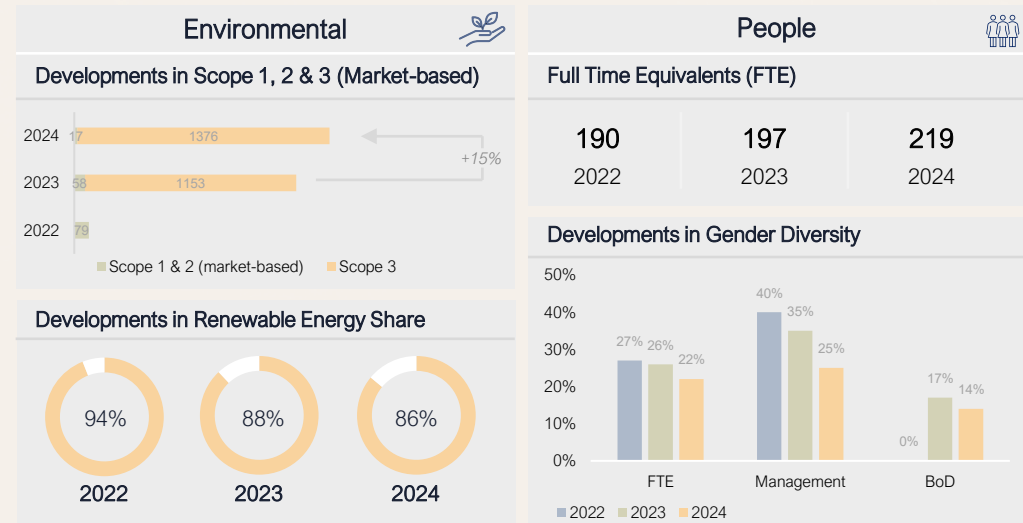 Environmental
Developments in Scope 1, 2 & 3 (Market-based)
2024 17 1376
+15%
2023 58 1153
2022 79
Scope 1 & 2 (market-based) Scope 3
Developments in Renewable Energy Share
94% 88% 86%
2022 2023 2024
People
Full Time Equivalents (FTE)
190 197 219
2022 2023 2024
Developments in Gender Diversity
50%
40%
30%
20%
10%
0%
27% 26% 22%
40% 35% 25%
0% 17% 14%
FTE Management BoD
2022 2023 2024